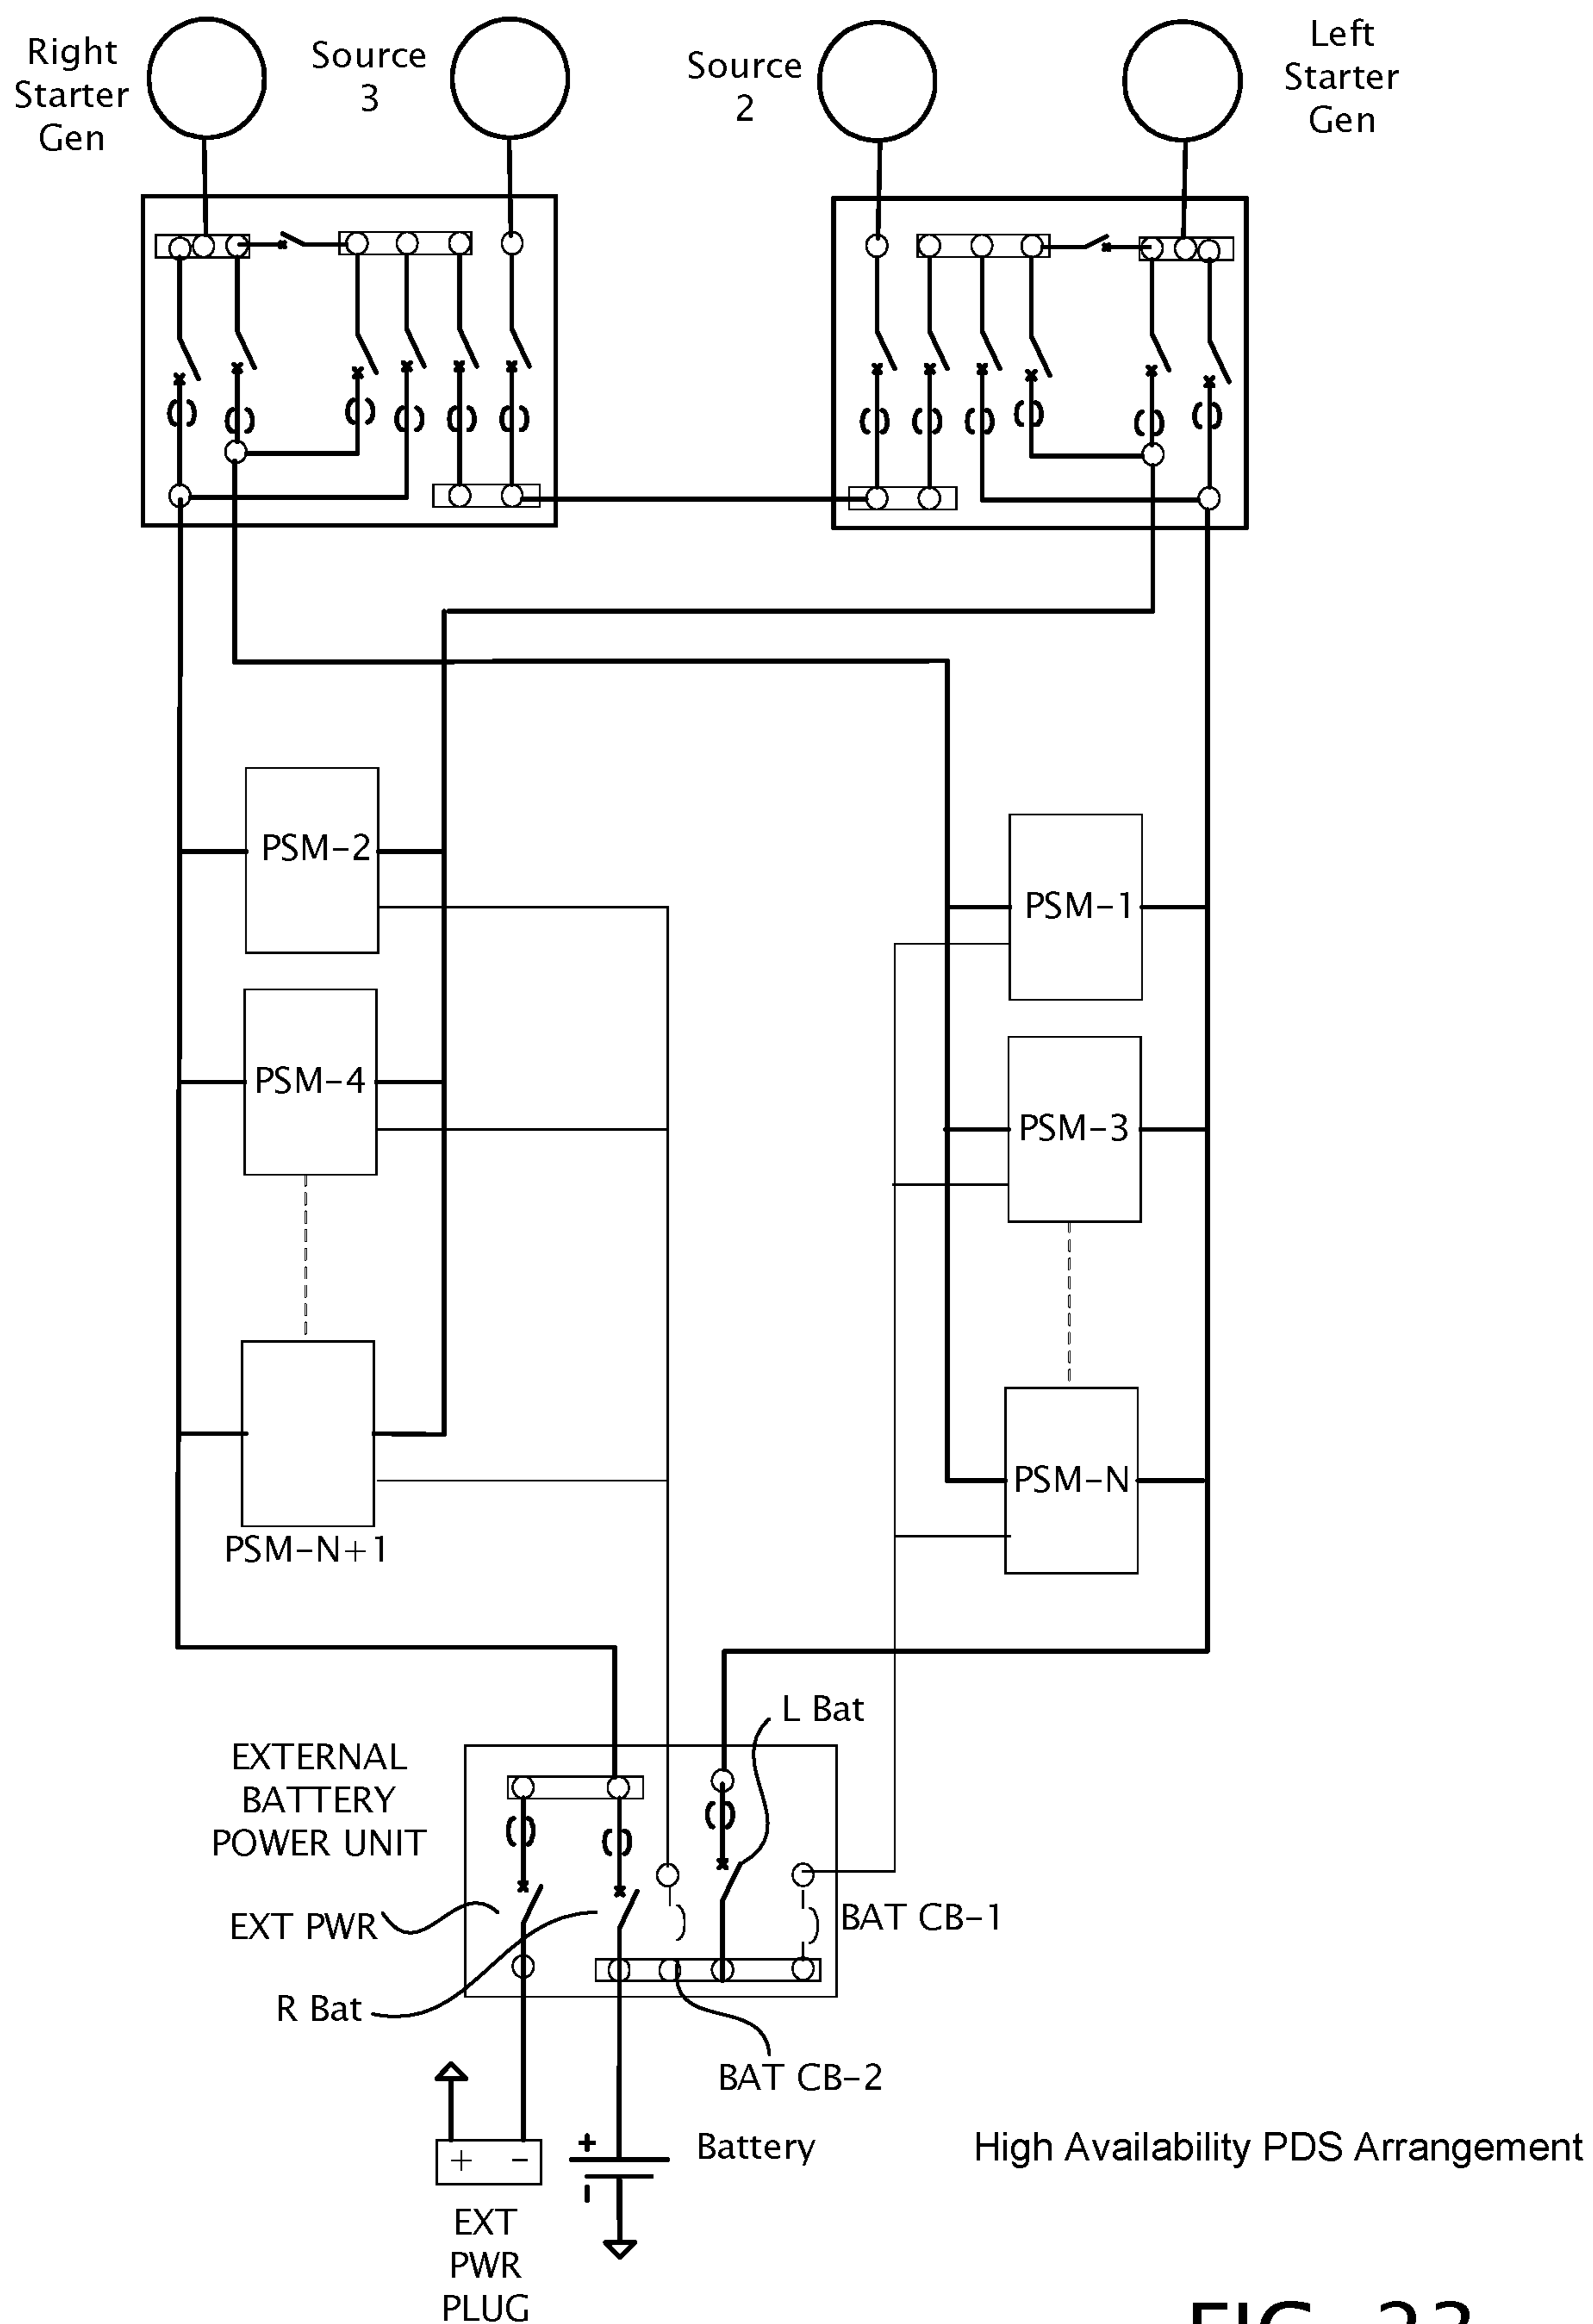 Right
Starter
Gen
Source
3
Source
2
Left
Starter
Gen
PSM-2
PSM-1
PSM-4
PSM-3
PSM-N
PSM-N+1
L Bat
EXTERNAL
BATTERY
POWER UNIT
EXT PWR
BAT CB-1
R Bat
BAT CB-2
+
Battery
High Availability PDS Arrangement
+ -
-
EXT
PWR
PLUG
FIG. 23